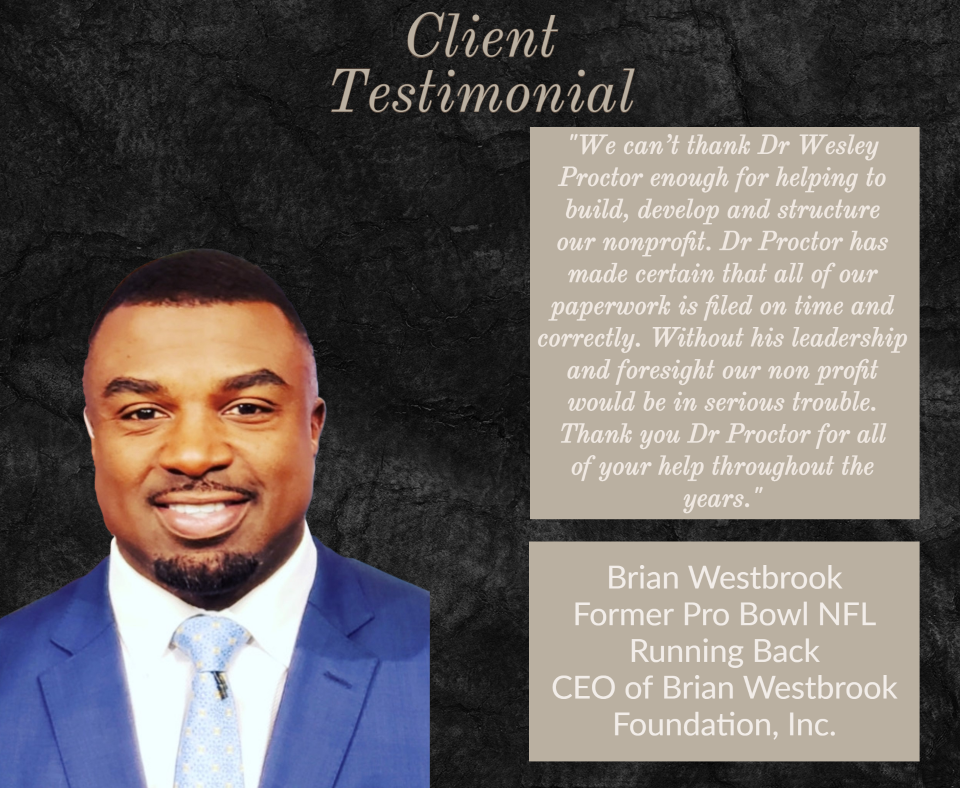 Client
Testimonial
"We can’t thank Dr Wesley
Proctor enough for helping to
build, develop and structure
our nonprofit. Dr Proctor has
made certain that all of our
paperwork is filed on time and
correctly. Without his leadership
and foresight our non profit
would be in serious trouble.
Thank you Dr Proctor for all
of your help throughout the
years."
Brian Westbrook
Former Pro Bowl NFL
Running Back
CEO of Brian Westbrook
Foundation, Inc.